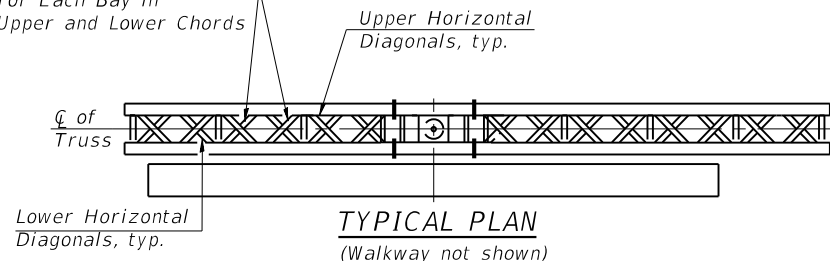 For Each Bay in
Upper and Lower Chords
Upper Horizontal
Diagonals, typ.
℄ of
Truss
Lower Horizontal
Diagonals, typ.
TYPICAL PLAN
(Walkway not shown)